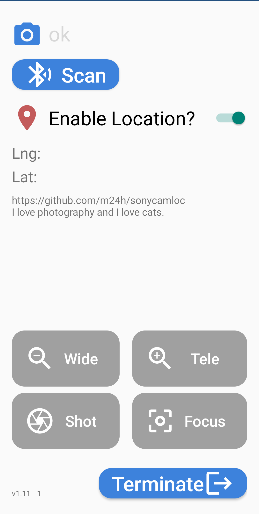 ok
Scan
Enable Location?
Lng:
Lat:
https://github.com/m24h/sonycamloc
I love photography and I love cats.
Wide
Tele
Shot
Focus
Terminate
v1.11 - 1